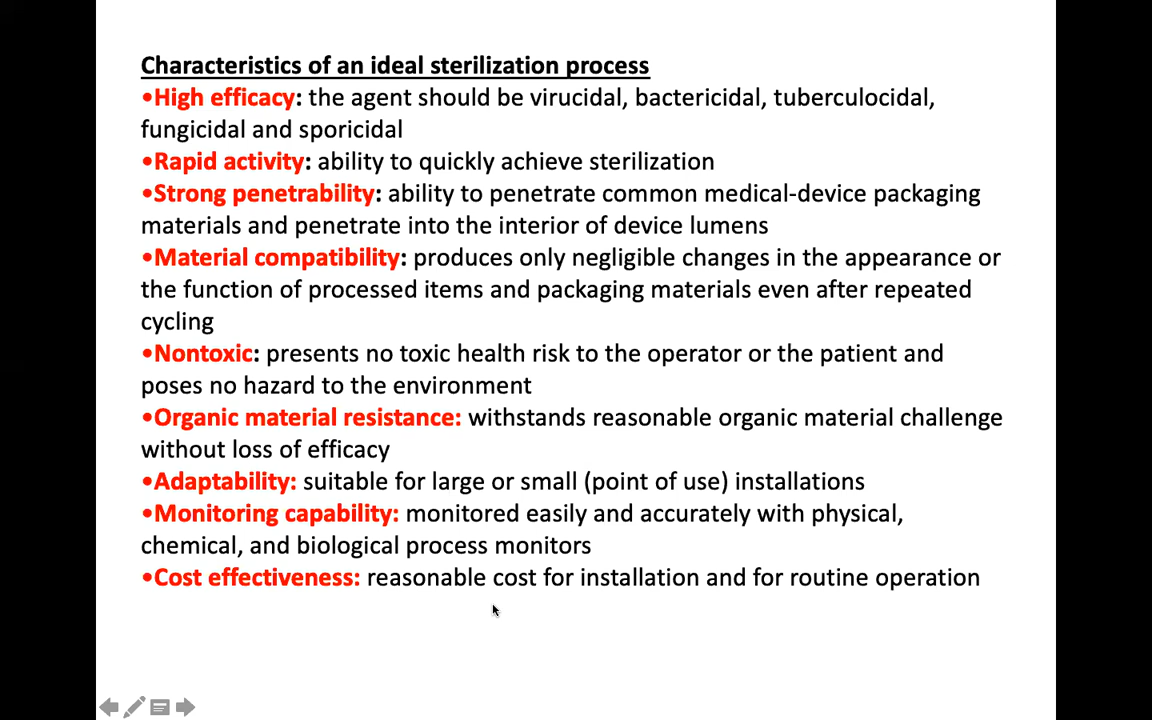 Characteristics of an ideal sterilization process
•High efficacy: the agent should be virucidal, bactericidal, tuberculocidal,
fungicidal and sporicidal
•Rapid activity: ability to quickly achieve sterilization
•Strong penetrability: ability to penetrate common medical-device packaging
materials and penetrate into the interior of device lumens
•Material compatibility: produces only negligible changes in the appearance or
the function of processed items and packaging materials even after repeated
cycling
•Nontoxic: presents no toxic health risk to the operator or the patient and
poses no hazard to the environment
•Organic material resistance: withstands reasonable organic material challenge
without loss of efficacy
•Adaptability: suitable for large or small (point of use) installations
•Monitoring capability: monitored easily and accurately with physical,
chemical, and biological process monitors
•Cost effectiveness: reasonable cost for installation and for routine operation